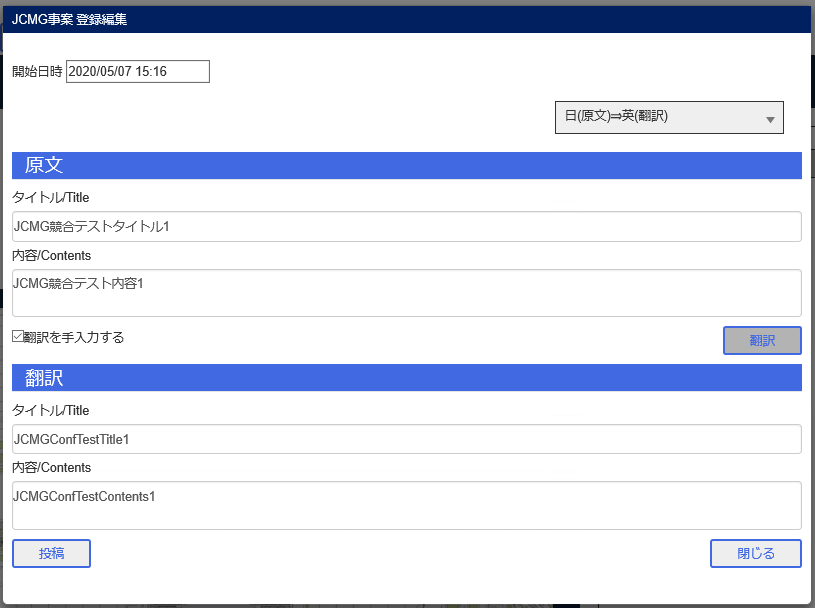 JCMG事案 登録編集
開始日時 2020/05/07 15:16
日(原文)⇒英(翻訳)
原文
タイトル/Title
JCMG競合テストタイトル1
内容/Contents
JCMG競合テスト内容1
翻訳を手入力する
翻訳
翻訳
タイトル/Title
JCMGConfTestTitle1
内容/Contents
JCMGConfTestContents1
投稿
閉じる